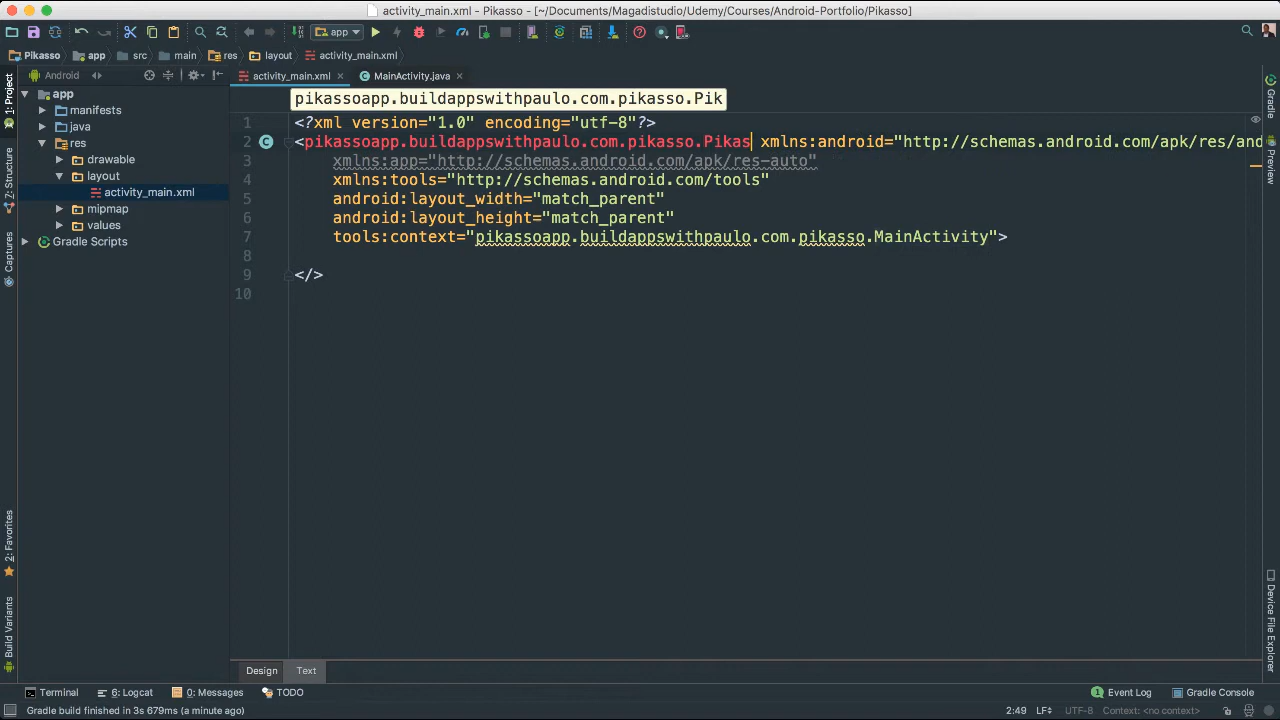 activity_main.xml - Pikasso - [~/Documents/Magadistudio/Udemy/Courses/Android-Portfolio/Pikasso]
app
Pikasso app src main res layout activity_main.xml
Android activity_main.xml MainActivity.java
app
manifests
java
res
drawable
layout
activity_main.xml
mipmap
values
Gradle Scripts
1: Project
7: Structure
Captures
2: Favorites
Build Variants
pikassoapp.buildappswithpaulo.com.pikasso.Pik
1 <?xml version="1.0" encoding="utf-8"?>
2 <pikassoapp.buildappswithpaulo.com.pikasso.Pikas xmlns:android="http://schemas.android.com/apk/res/and
3 xmlns:app="http://schemas.android.com/apk/res-auto"
4 xmlns:tools="http://schemas.android.com/tools"
5 android:layout_width="match_parent"
6 android:layout_height="match_parent"
7 tools:context="pikassoapp.buildappswithpaulo.com.pikasso.MainActivity">
8
9 </>
10
Gradle
Preview
Device File Explorer
Design Text
Terminal 6: Logcat 0: Messages TODO Event Log Gradle Console
Gradle build finished in 3s 679ms (a minute ago) 2:49 LF UTF-8 Context: <no context>